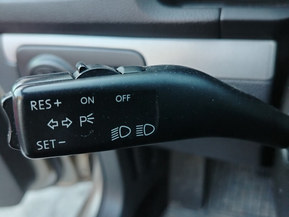 RES+ ON OFF
P
SET-